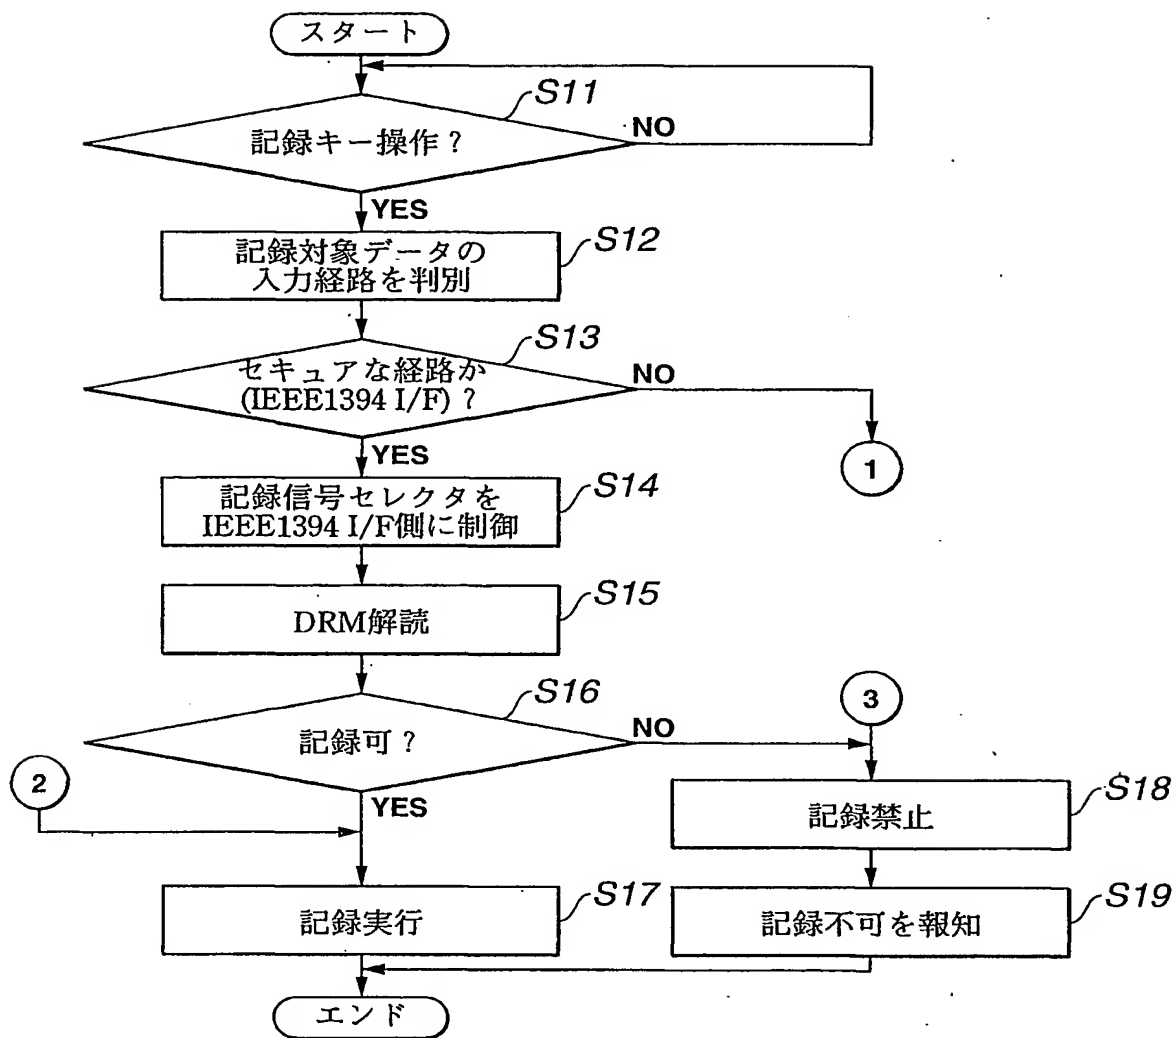 スタート
S11
記録キー操作？
NO
YES
S12
記録対象データの
入力経路を判別
S13
セキュアな経路か
(IEEE1394 I/F)？
NO
YES
1
S14
記録信号セレクタを
IEEE1394 I/F側に制御
S15
DRM解読
S16
記録可？
NO
3
2
YES
S18
記録禁止
S17
記録実行
S19
記録不可を報知
エンド